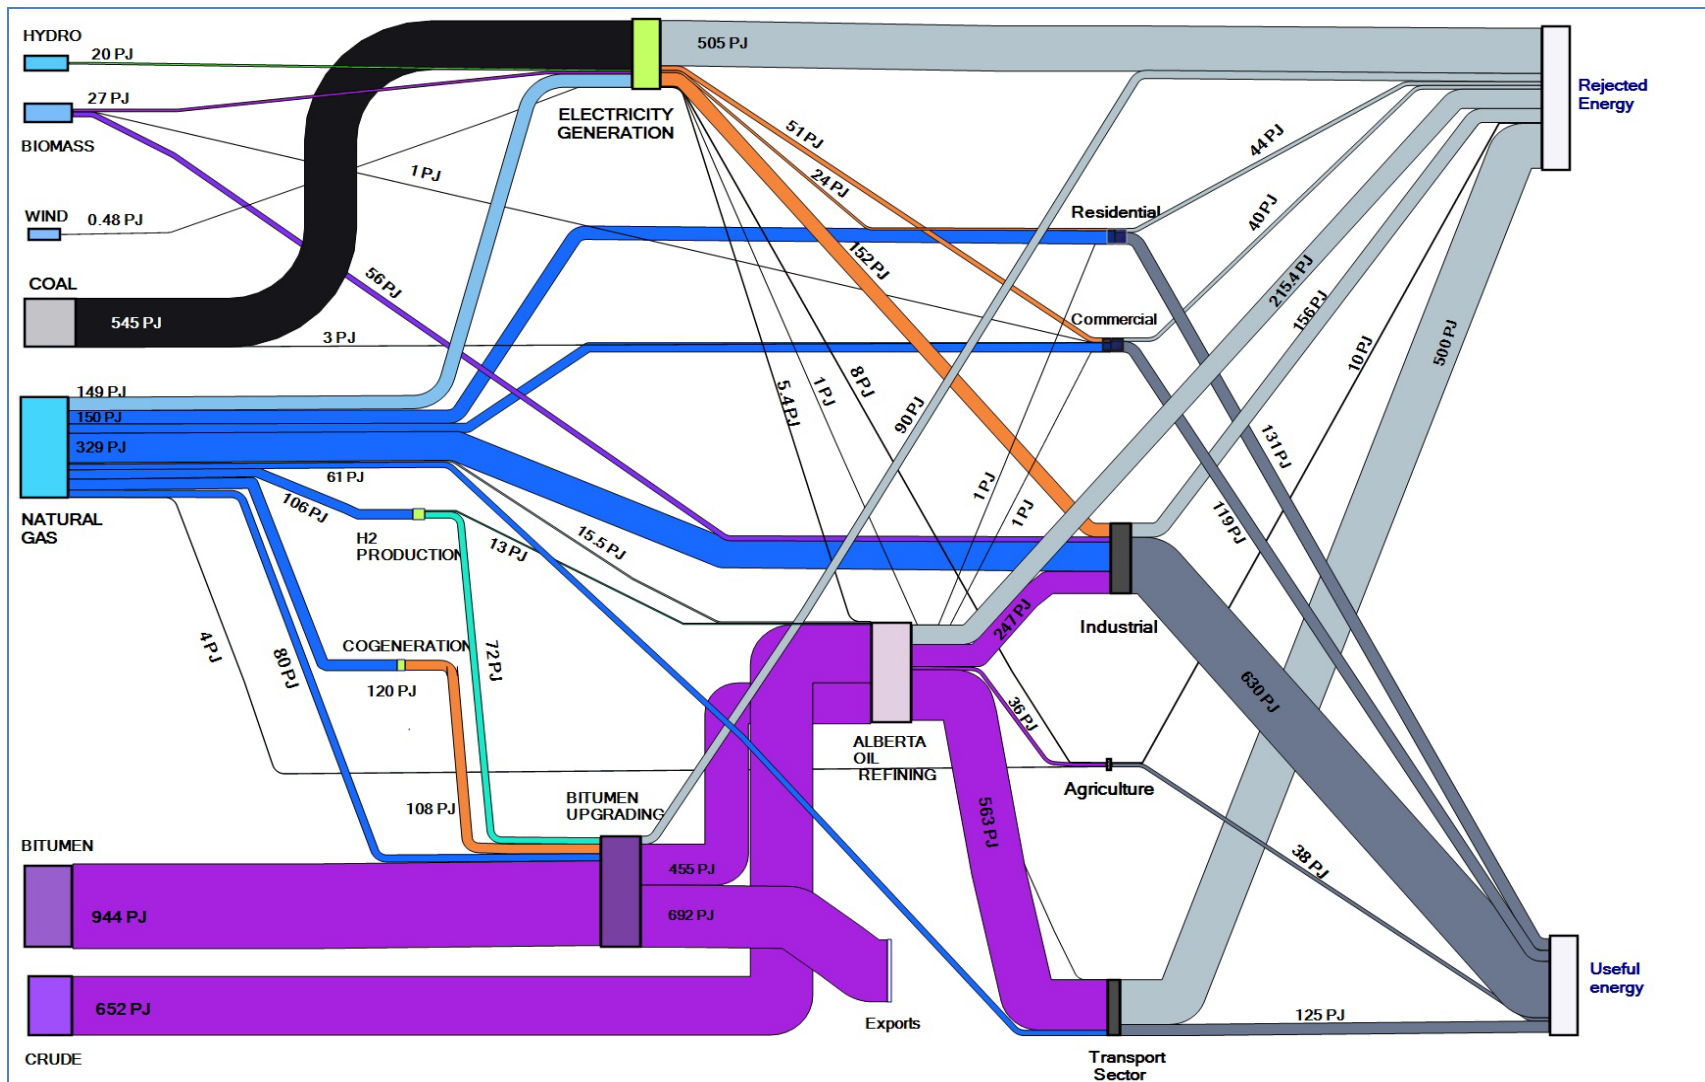 HYDRO
20 PJ
505 PJ
27 PJ
BIOMASS
ELECTRICITY
GENERATION
Rejected
Energy
51 PJ
44 PJ
1 PJ
24 PJ
WIND
0.48 PJ
Residential
40 PJ
152 PJ
COAL
56 PJ
215.4 PJ
545 PJ
3 PJ
Commercial
156 PJ
500 PJ
10 PJ
149 PJ
150 PJ
329 PJ
5.4 PJ
1 PJ
8 PJ
90 PJ
131 PJ
61 PJ
106 PJ
1 PJ
1 PJ
119 PJ
NATURAL
GAS
H2
PRODUCTION
13 PJ
15.5 PJ
247 PJ
Industrial
4 PJ
80 PJ
COGENERATION
72 PJ
120 PJ
630 PJ
36 PJ
ALBERTA
OIL
REFINING
108 PJ
BITUMEN
UPGRADING
563 PJ
Agriculture
BITUMEN
455 PJ
38 PJ
944 PJ
692 PJ
652 PJ
Exports
125 PJ
Useful
energy
CRUDE
Transport
Sector